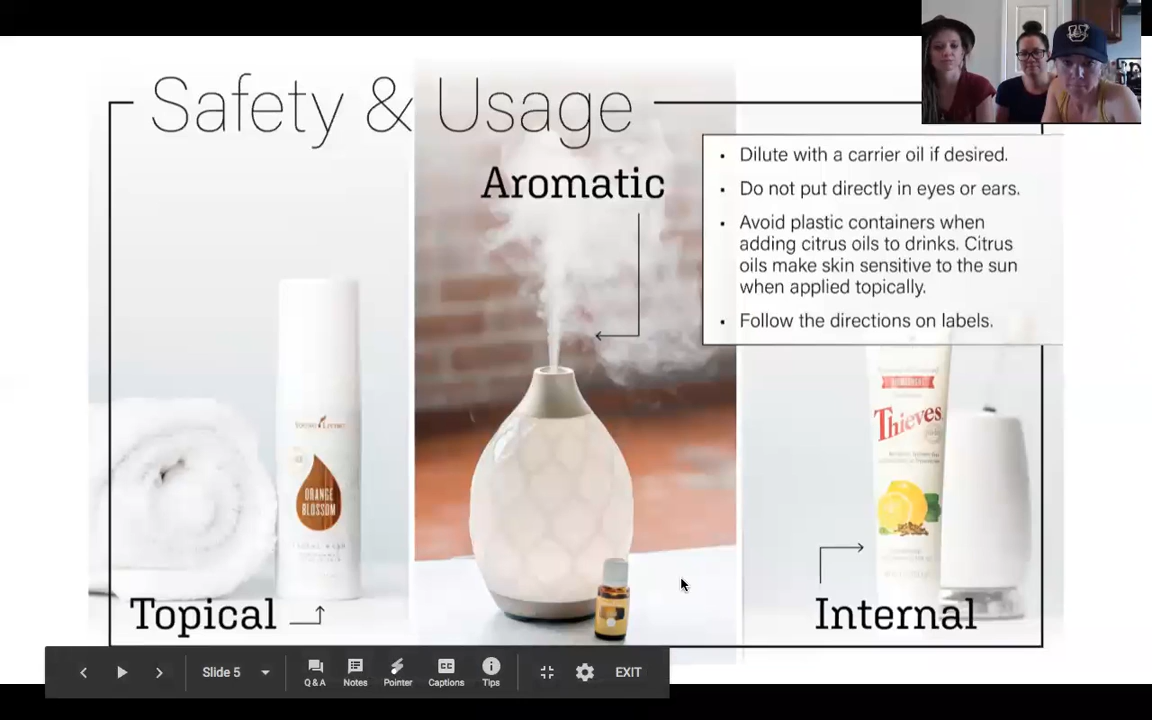 Safety & Usage
Aromatic
• Dilute with a carrier oil if desired.
• Do not put directly in eyes or ears.
• Avoid plastic containers when
adding citrus oils to drinks. Citrus
oils make skin sensitive to the sun
when applied topically.
• Follow the directions on labels.
Thieves
YOUNG LIVING
ORANGE
BLOSSOM
Topical
Internal
Slide 5
Q & A
Notes
Pointer
Captions
Tips
EXIT